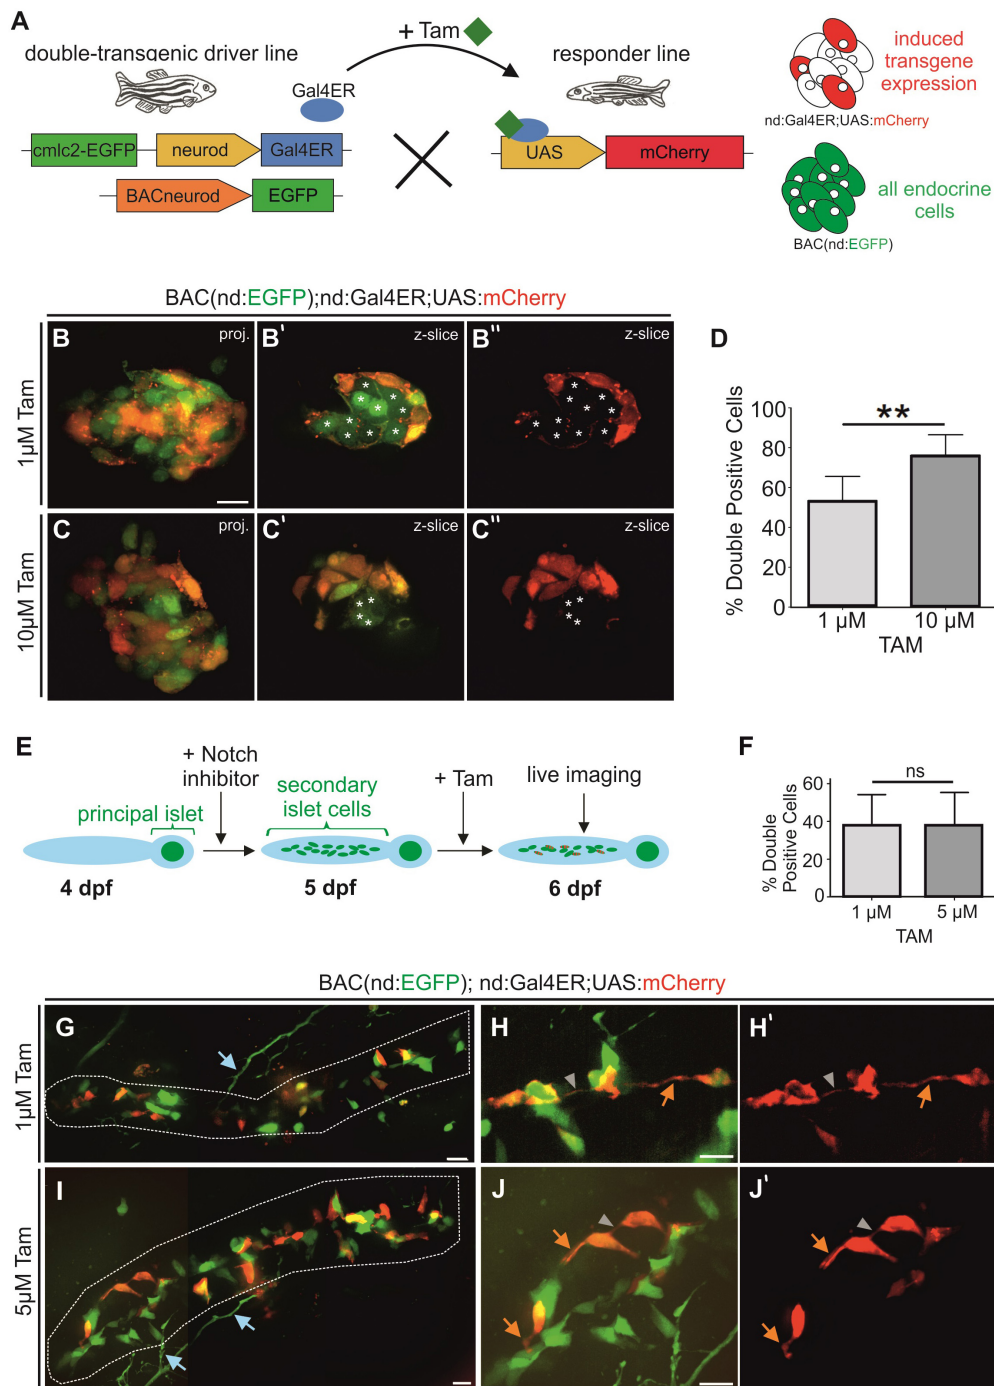 A
+ Tam
double-transgenic driver line
responder line
Gal4ER
cmlc2-EGFP
neurod
Gal4ER
BACneurod
EGFP
UAS
mCherry
induced
transgene
expression
nd:Gal4ER;UAS:mCherry
all endocrine
cells
BAC(nd:EGFP)
BAC(nd:EGFP);nd:Gal4ER;UAS:mCherry
1µM Tam
B
proj.
B'
z-slice
B"
z-slice
10µM Tam
C
proj.
C'
z-slice
C"
z-slice
D
% Double Positive Cells
100
80
60
40
20
0
**
1 µM
10 µM
TAM
E
+ Notch
inhibitor
principal islet
secondary
islet cells
+ Tam
live imaging
4 dpf
5 dpf
6 dpf
F
% Double
Positive Cells
60
40
20
0
ns
1 µM
5 µM
TAM
BAC(nd:EGFP); nd:Gal4ER;UAS:mCherry
1µM Tam
G
H
H'
5µM Tam
I
J
J'